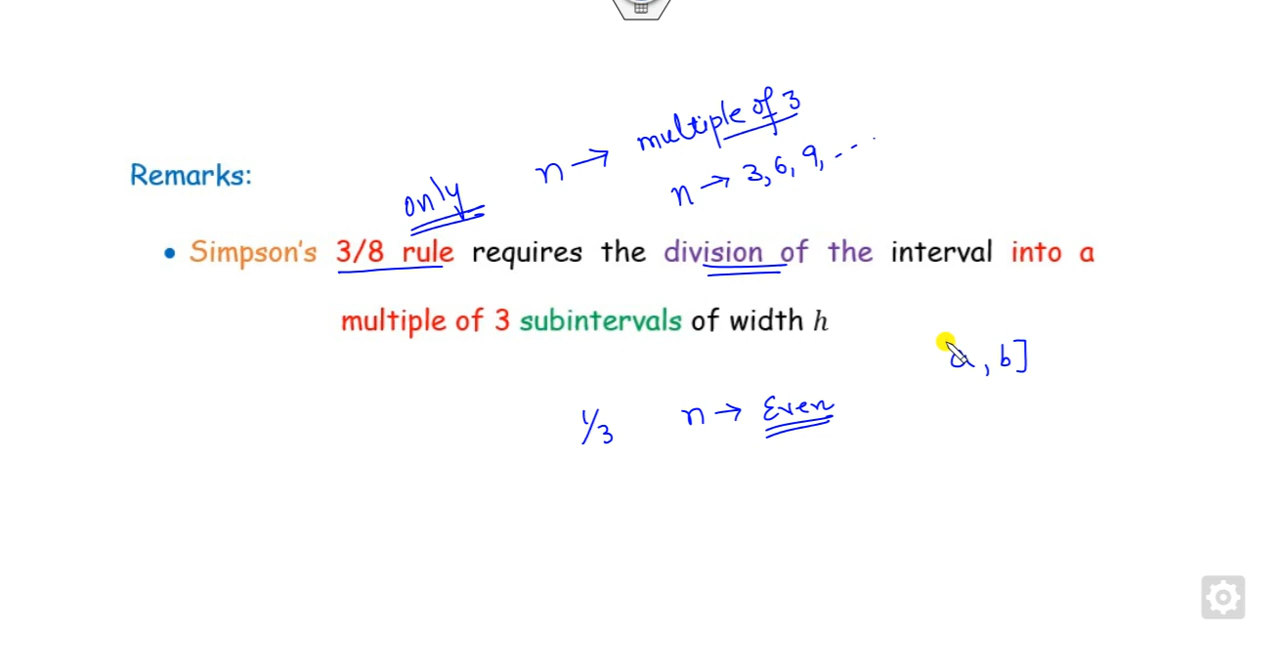 n → multiple of 3
Remarks:
only
n → 3, 6, 9, ---
• Simpson's 3/8 rule requires the division of the interval into a
multiple of 3 subintervals of width h
a, b]
1/3 n → Even